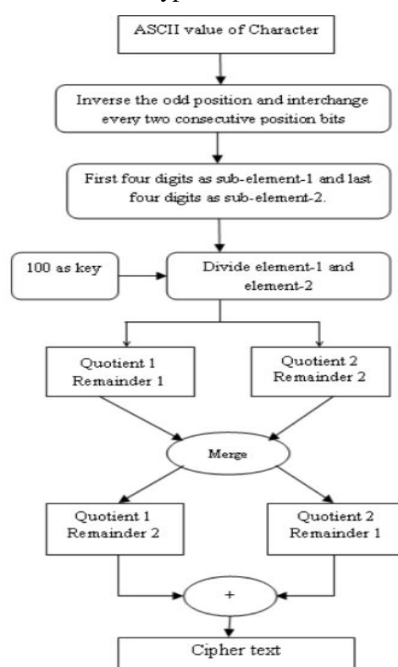 ASCII value of Character
Inverse the odd position and interchange
every two consecutive position bits
First four digits as sub-element-1 and last
four digits as sub-element-2.
100 as key
Divide element-1 and
element-2
Quotient 1
Remainder 1
Quotient 2
Remainder 2
Merge
Quotient 1
Remainder 2
Quotient 2
Remainder 1
+
Cipher text